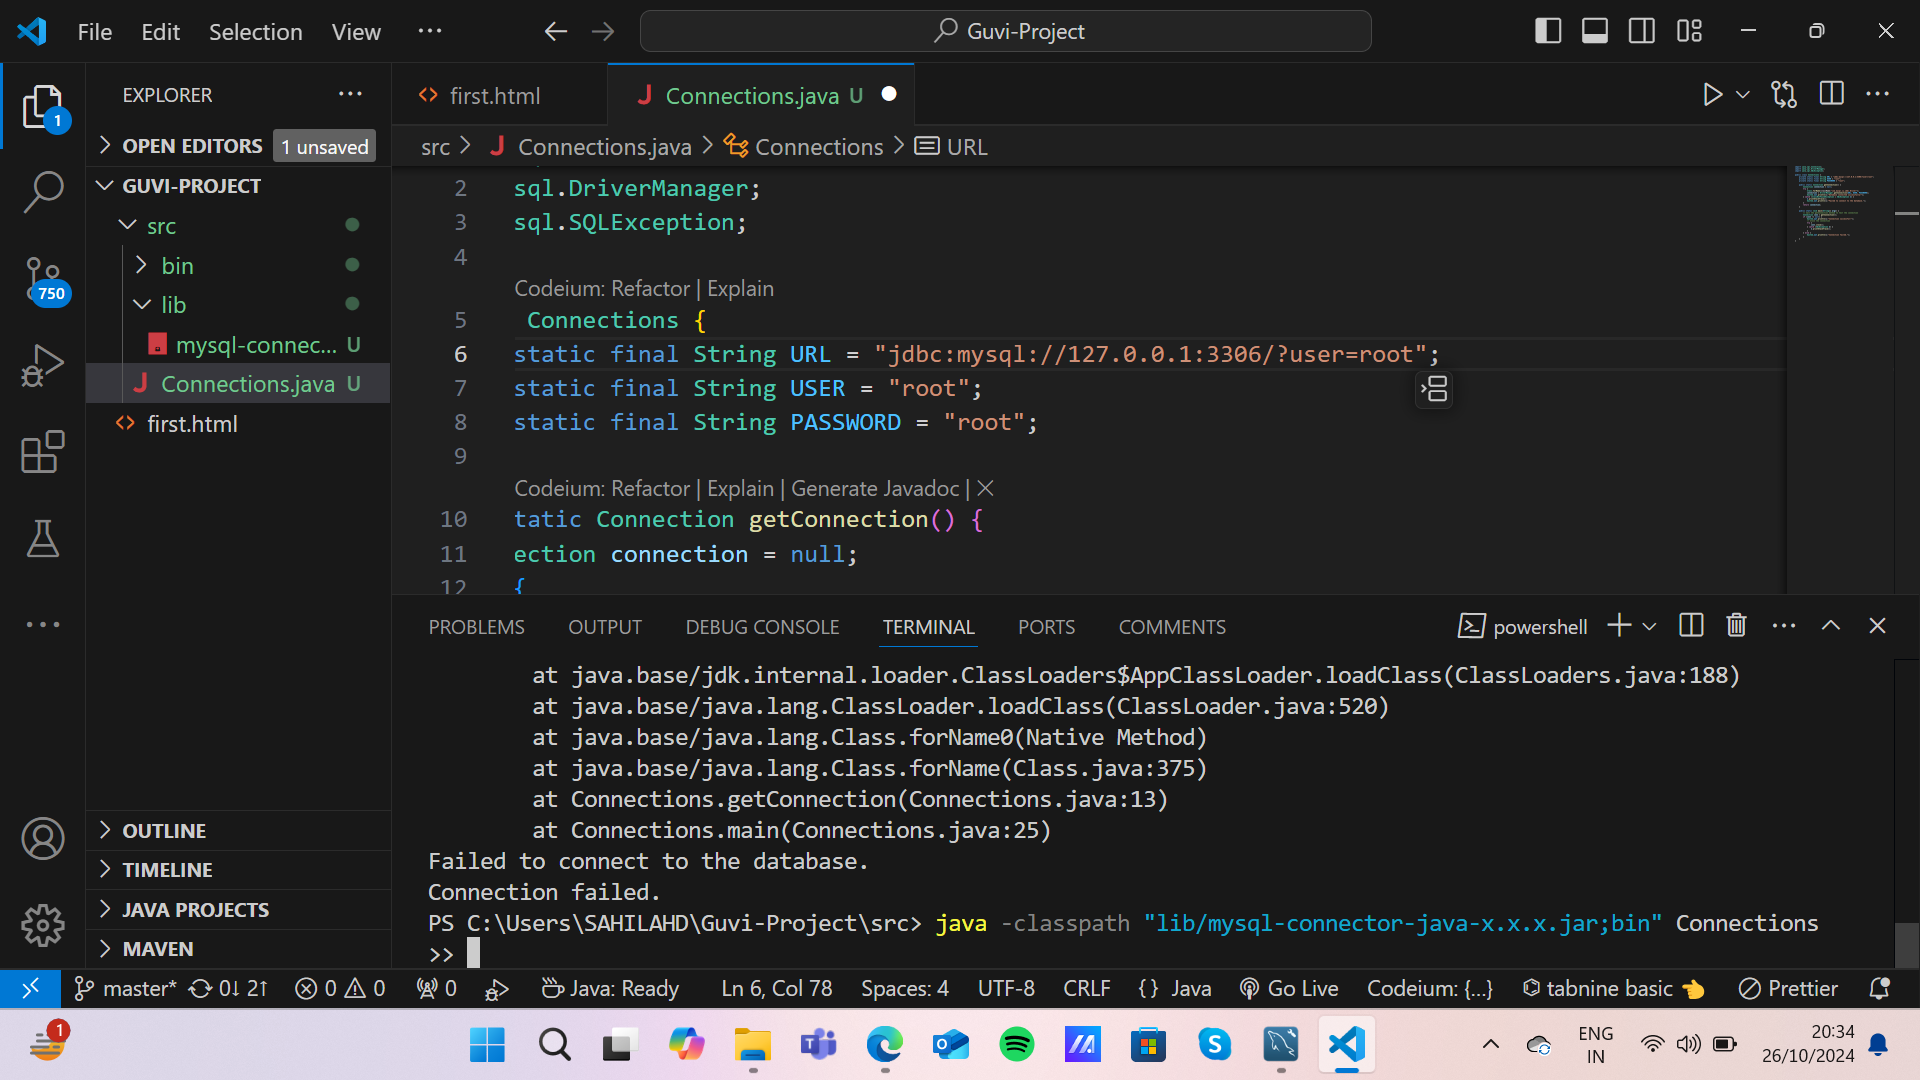 File Edit Selection View ···
Guvi-Project
EXPLORER
1
OPEN EDITORS 1 unsaved
GUVI-PROJECT
src
bin
lib
mysql-connec... U
Connections.java U
first.html
750
OUTLINE
TIMELINE
JAVA PROJECTS
MAVEN
first.html
J Connections.java U
src > J Connections.java > Connections > URL
2 sql.DriverManager;
3 sql.SQLException;
4
Codeium: Refactor | Explain
5 Connections {
6 static final String URL = "jdbc:mysql://127.0.0.1:3306/?user=root";
7 static final String USER = "root";
8 static final String PASSWORD = "root";
9
Codeium: Refactor | Explain | Generate Javadoc | ×
10 tatic Connection getConnection() {
11 ection connection = null;
12 {
PROBLEMS OUTPUT DEBUG CONSOLE TERMINAL PORTS COMMENTS
powershell
at java.base/jdk.internal.loader.ClassLoaders$AppClassLoader.loadClass(ClassLoaders.java:188)
at java.base/java.lang.ClassLoader.loadClass(ClassLoader.java:520)
at java.base/java.lang.Class.forName0(Native Method)
at java.base/java.lang.Class.forName(Class.java:375)
at Connections.getConnection(Connections.java:13)
at Connections.main(Connections.java:25)
Failed to connect to the database.
Connection failed.
PS C:\Users\SAHILAHD\Guvi-Project\src> java -classpath "lib/mysql-connector-java-x.x.x.jar;bin" Connections
>>
master* 0↓ 2↑ 0 0 0 Java: Ready Ln 6, Col 78 Spaces: 4 UTF-8 CRLF {} Java Go Live Codeium: {...} tabnine basic Prettier
1
ENG
IN
20:34
26/10/2024